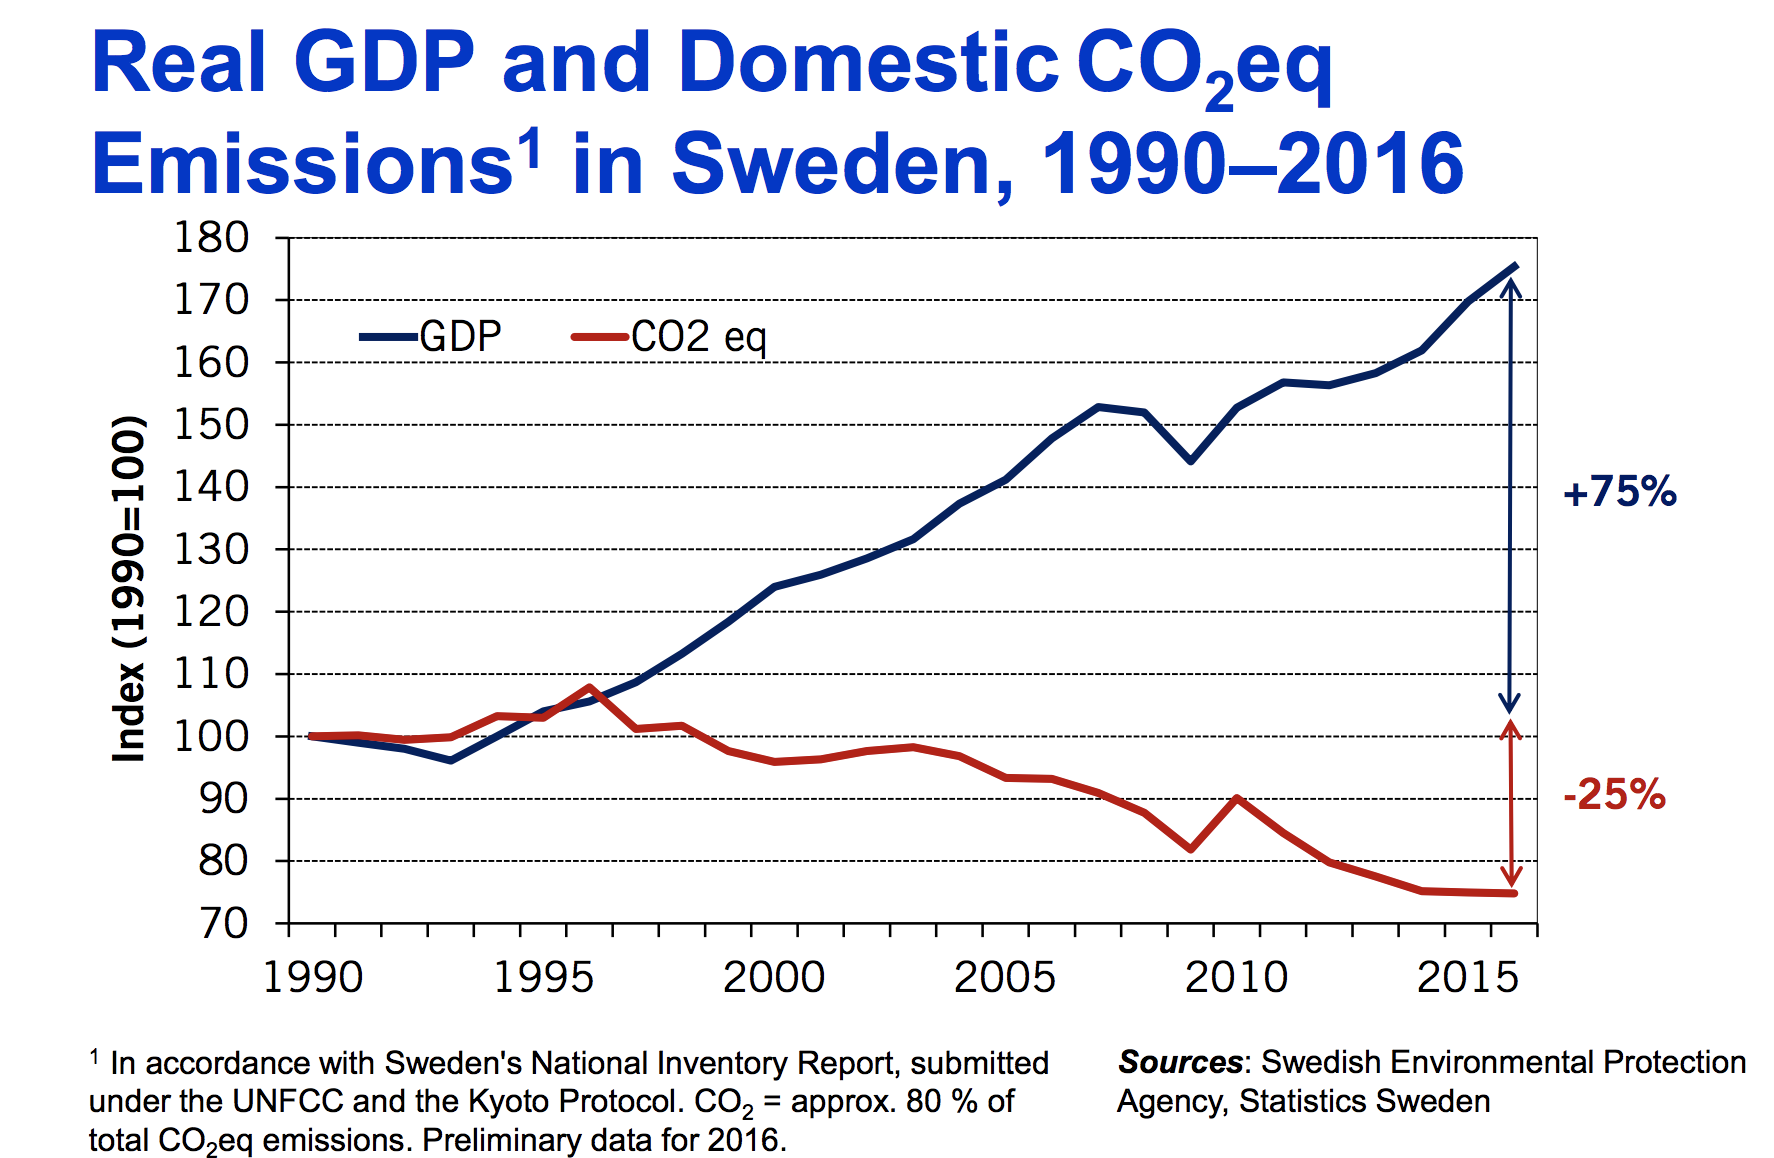 Real GDP and Domestic CO₂eq
Emissions¹ in Sweden, 1990–2016
180
170
160
150
140
130
120
110
100
90
80
70
Index (1990=100)
GDP
CO2 eq
+75%
-25%
1990
1995
2000
2005
2010
2015
¹ In accordance with Sweden's National Inventory Report, submitted
under the UNFCC and the Kyoto Protocol. CO₂ = approx. 80 % of
total CO₂eq emissions. Preliminary data for 2016.
Sources: Swedish Environmental Protection
Agency, Statistics Sweden